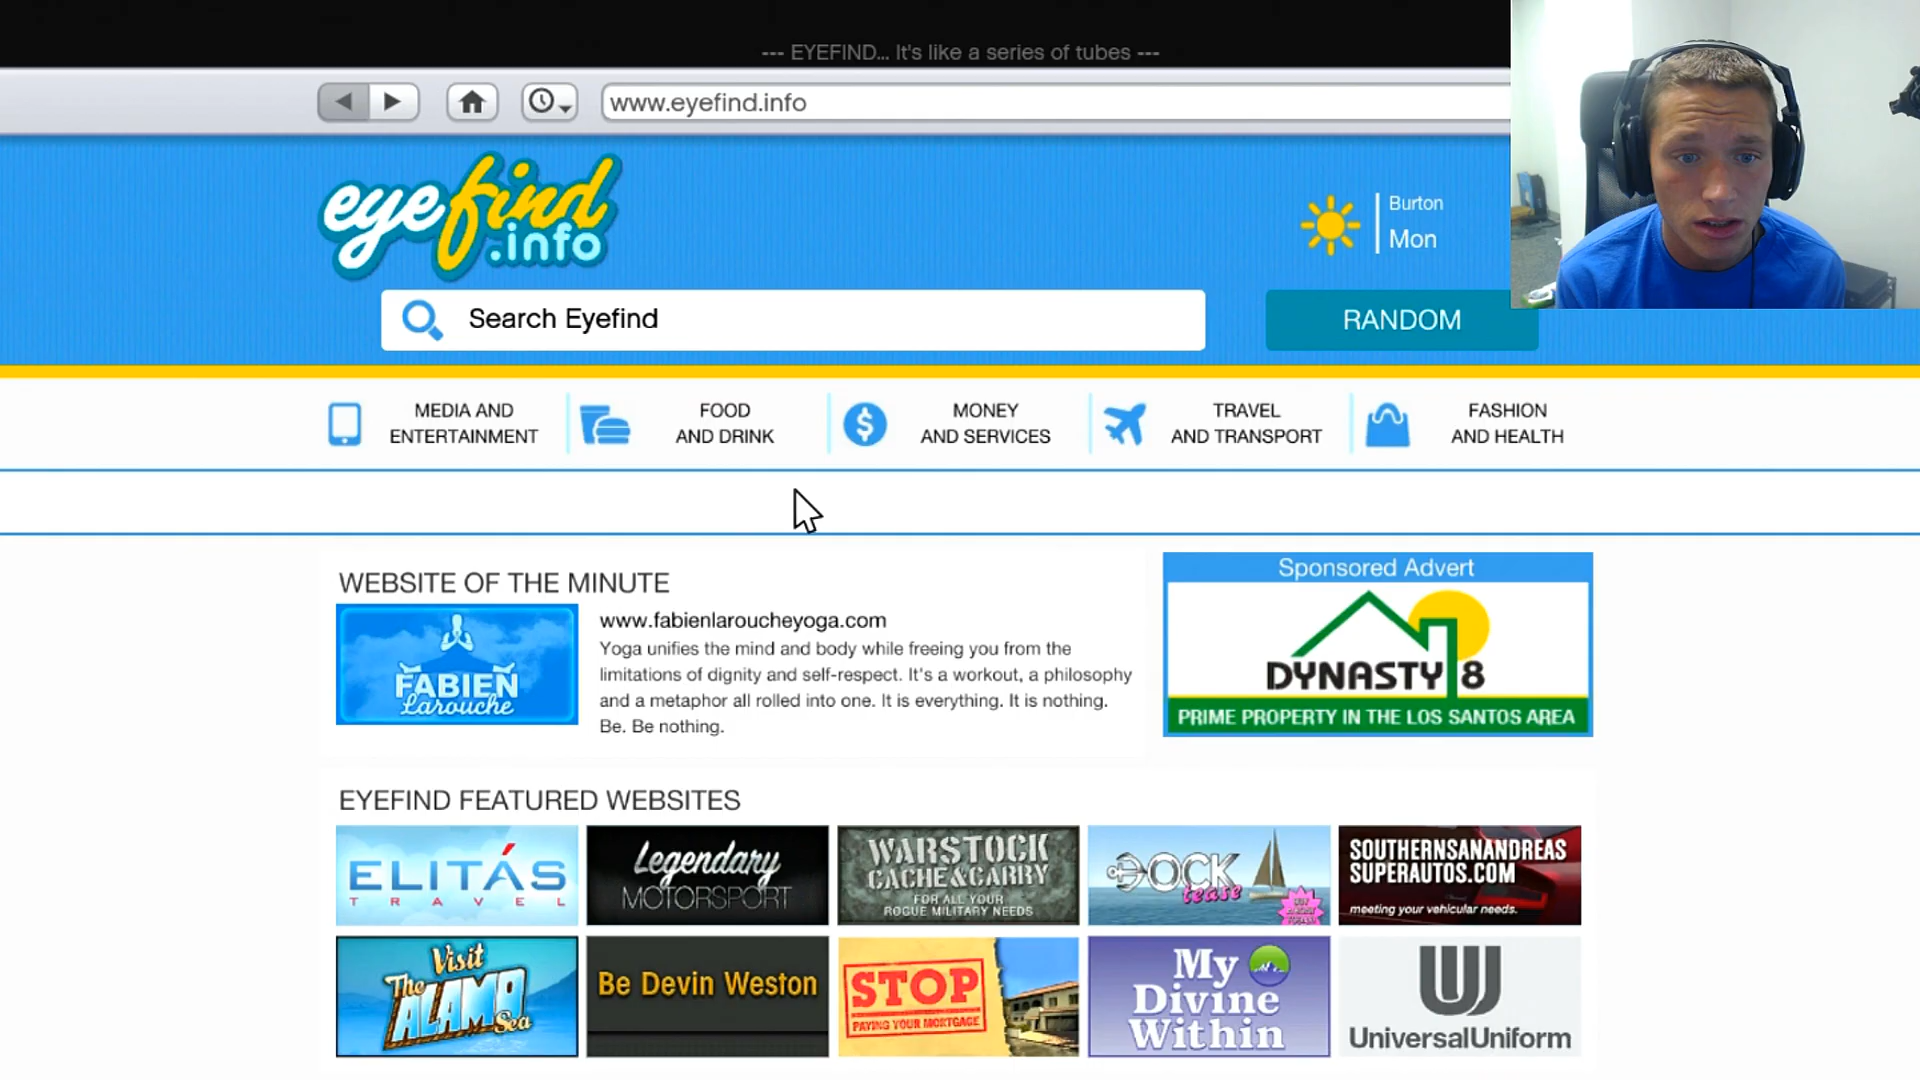 --- EYEFIND... It's like a series of tubes ---
www.eyefind.info
eyefind
.info
Burton
Mon
Search Eyefind
RANDOM
MEDIA AND
ENTERTAINMENT
FOOD
AND DRINK
MONEY
AND SERVICES
TRAVEL
AND TRANSPORT
FASHION
AND HEALTH
WEBSITE OF THE MINUTE
FABIEN
Larouche
www.fabienlaroucheyoga.com
Yoga unifies the mind and body while freeing you from the
limitations of dignity and self-respect. It's a workout, a philosophy
and a metaphor all rolled into one. It is everything. It is nothing.
Be. Be nothing.
Sponsored Advert
DYNASTY 8
PRIME PROPERTY IN THE LOS SANTOS AREA
EYEFIND FEATURED WEBSITES
ELITÁS
TRAVEL
Legendary
MOTORSPORT
WARSTOCK
CACHE&CARRY
FOR ALL YOUR
ROGUE MILITARY NEEDS
DOCK
tease
SOUTHERNSANANDREAS
SUPERAUTOS.COM
meeting your vehicular needs.
Visit
The
ALAMO
Sea
Be Devin Weston
STOP
PAYING YOUR MORTGAGE
My
Divine
Within
UniversalUniform